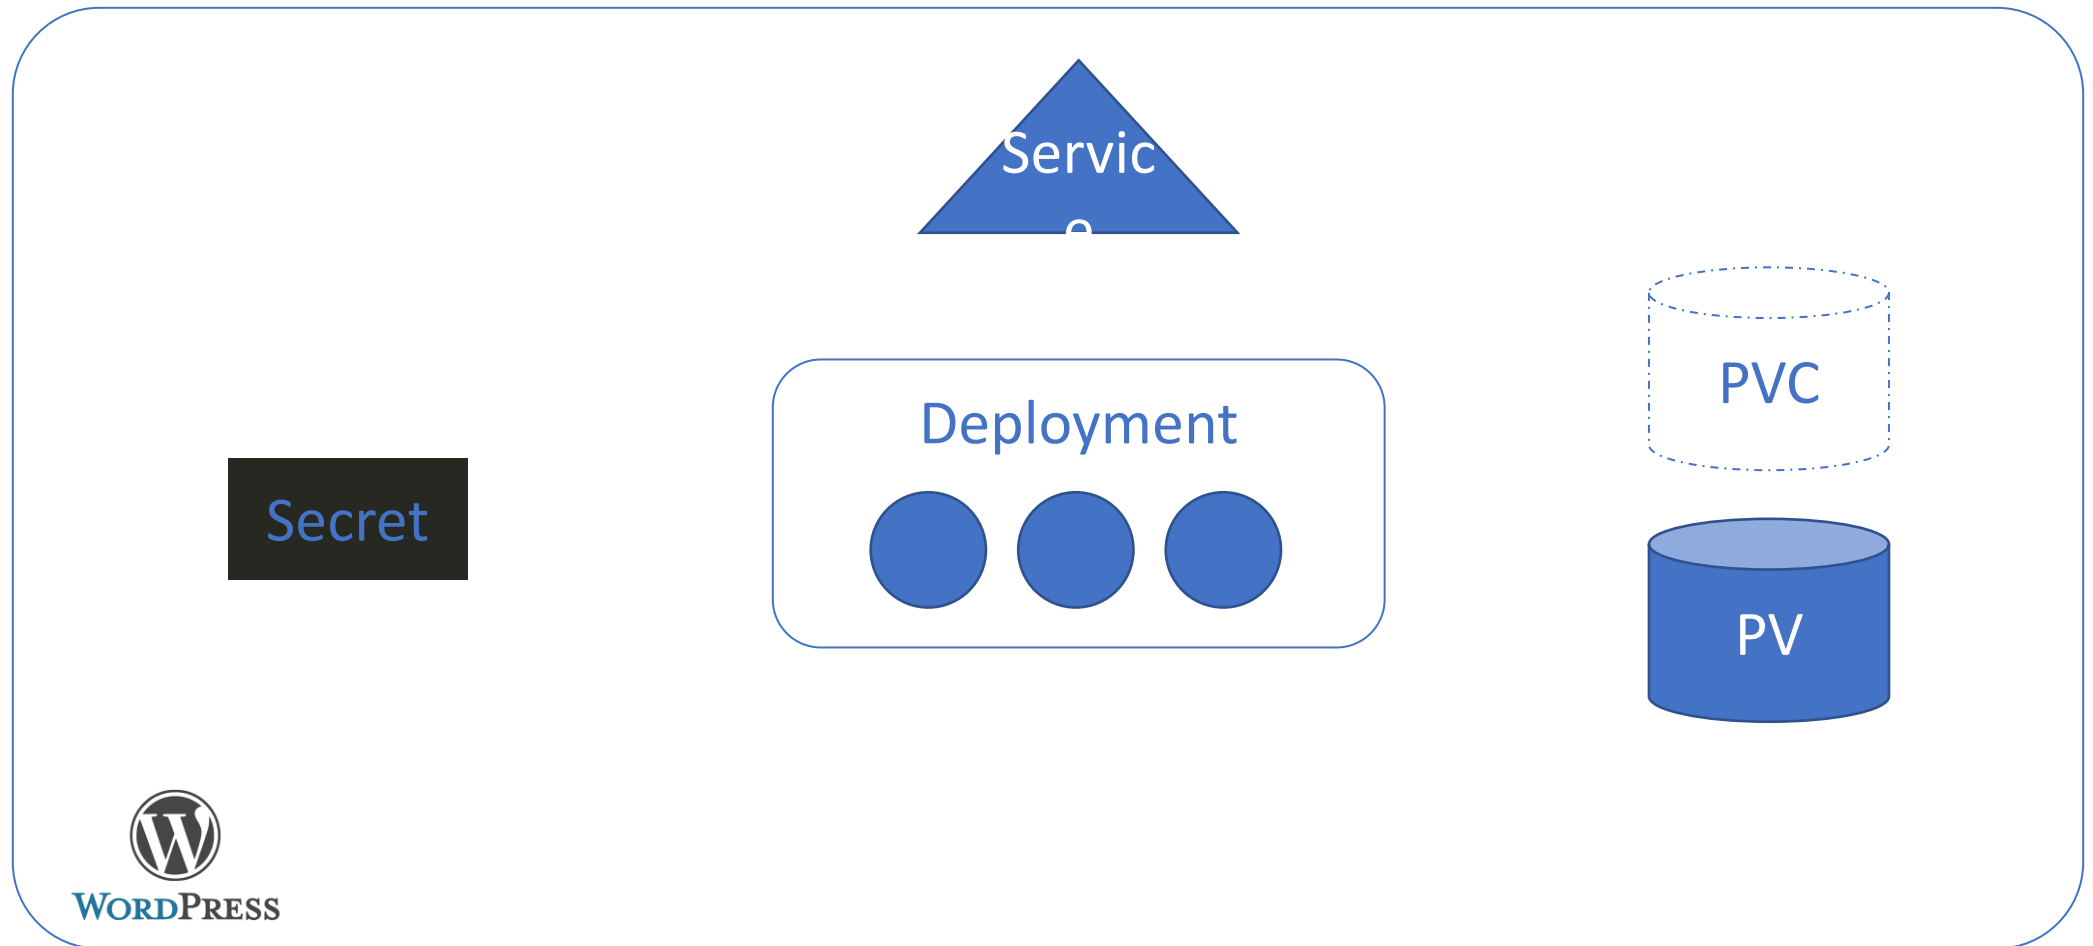 Servic
e
PVC
Deployment
Secret
PV
WORDPRESS